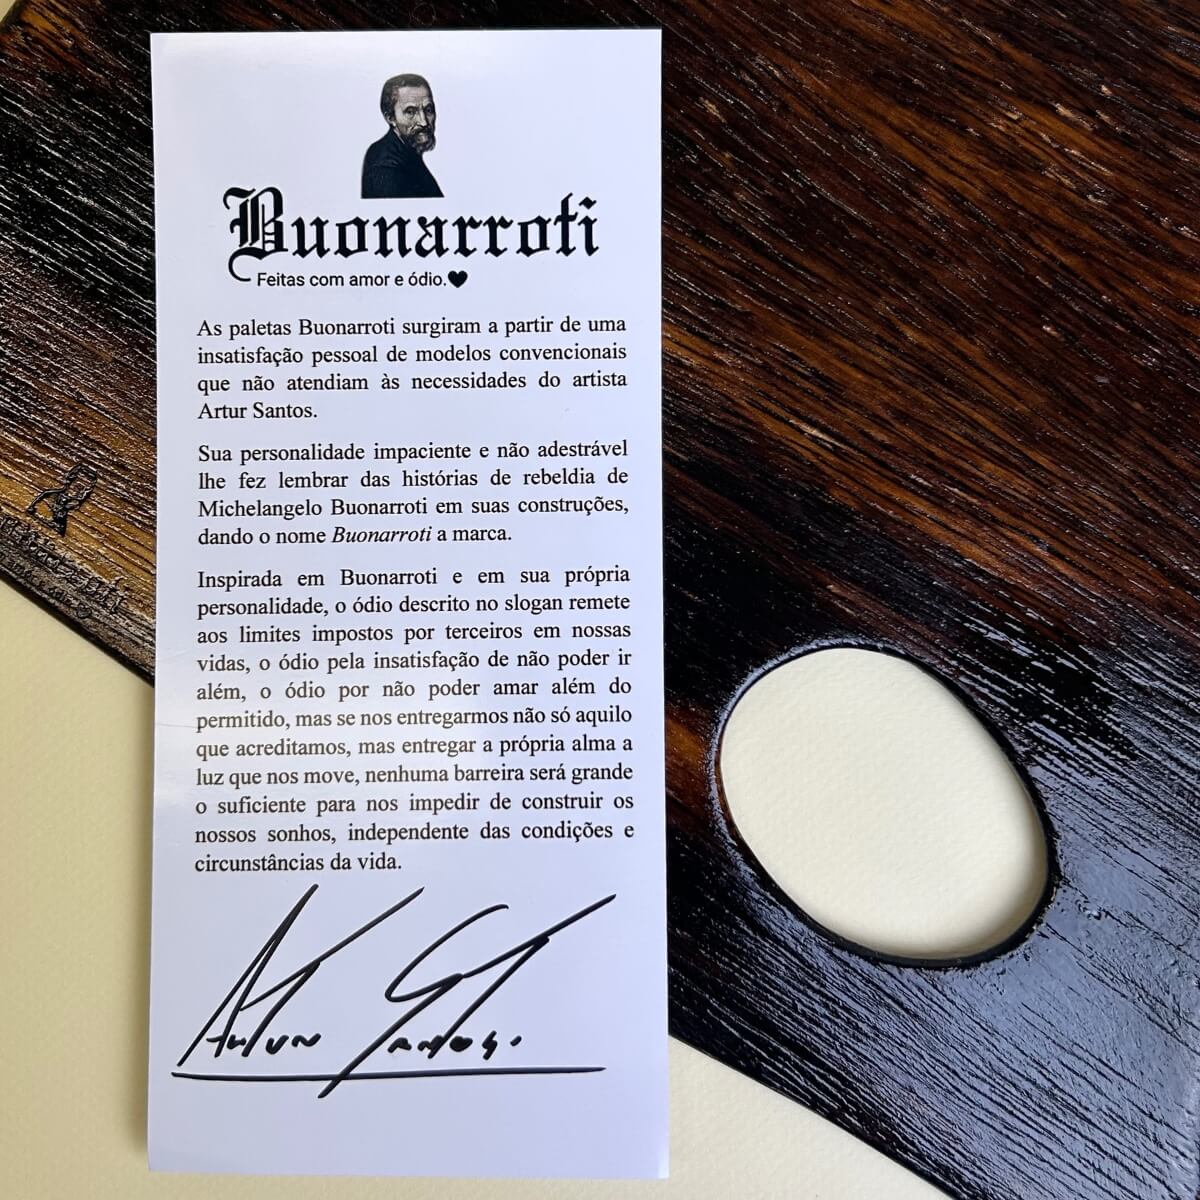 Buonarroti
Feitas com amor e ódio.
As paletas Buonarroti surgiram a partir de uma
insatisfação pessoal de modelos convencionais
que não atendiam às necessidades do artista
Artur Santos.
Sua personalidade impaciente e não adestrável
lhe fez lembrar das histórias de rebeldia de
Michelangelo Buonarroti em suas construções,
dando o nome Buonarroti a marca.
Inspirada em Buonarroti e em sua própria
personalidade, o ódio descrito no slogan remete
aos limites impostos por terceiros em nossas
vidas, o ódio pela insatisfação de não poder ir
além, o ódio por não poder amar além do
permitido, mas se nos entregarmos não só aquilo
que acreditamos, mas entregar a própria alma a
luz que nos move, nenhuma barreira será grande
o suficiente para nos impedir de construir os
nossos sonhos, independente das condições e
circunstâncias da vida.
Artur Santos.